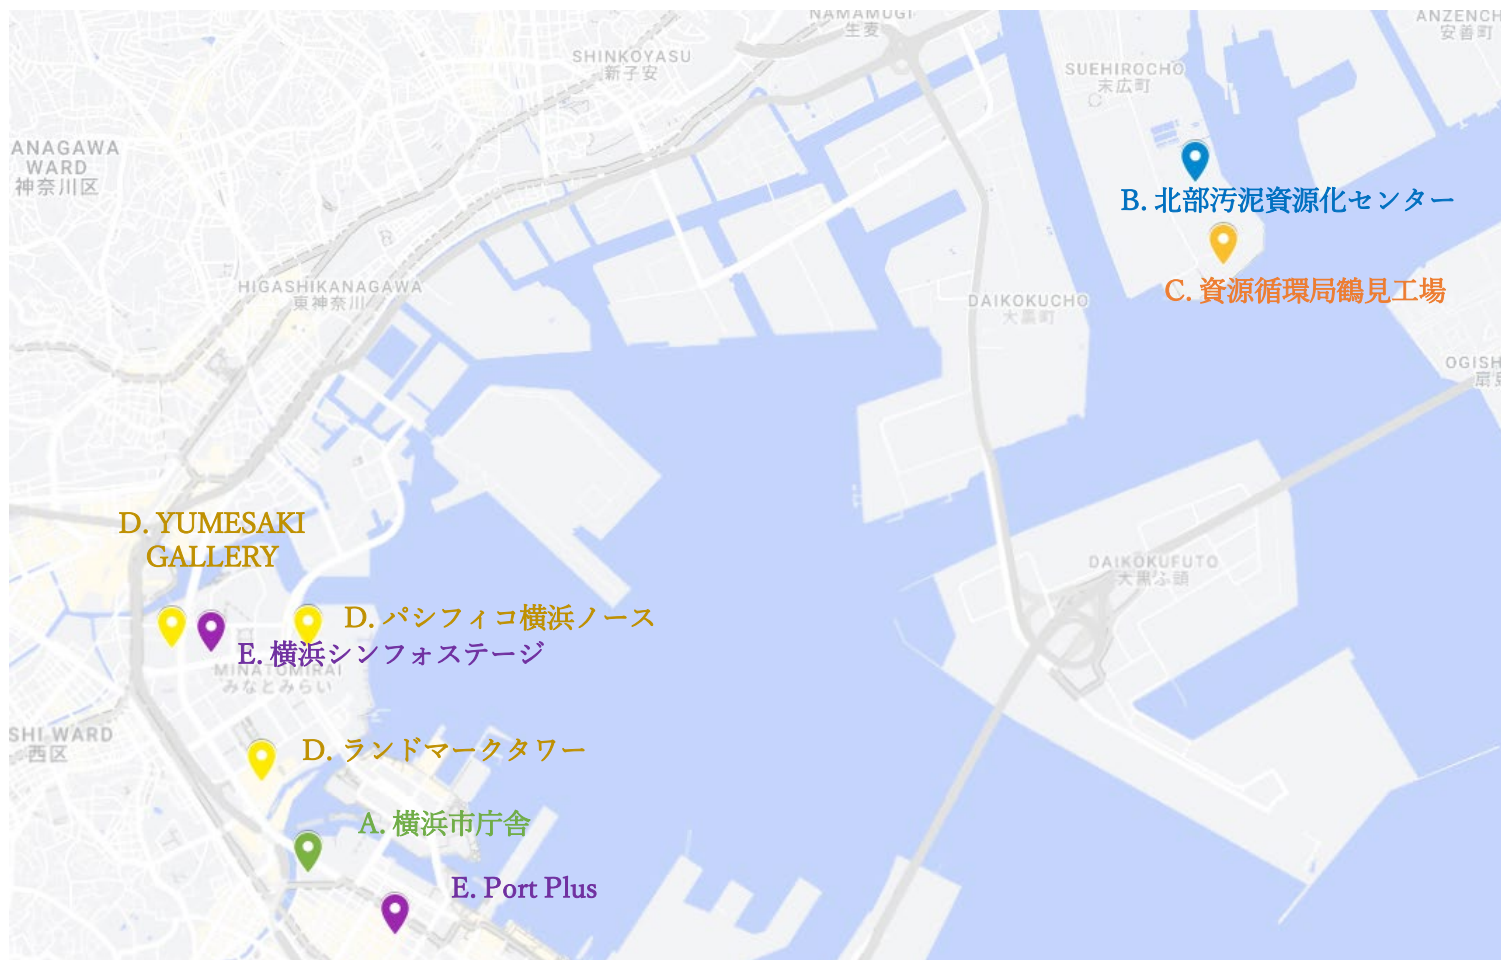 NAMAMUGI
生麦
ANZENCH
安善町
SHINKOYASU
新子安
SUEHIROCHO
末広町
ANAGAWA
WARD
神奈川区
B. 北部汚泥資源化センター
C. 資源循環局鶴見工場
HIGASHIKANAGAWA
東神奈川
DAIKOKUCHO
大黒町
OGISH
扇島
D. YUMESAKI
GALLERY
DAIKOKUFUTO
大黒ふ頭
D. パシフィコ横浜ノース
E. 横浜シンフォステージ
MINATOMIRAI
みなとみらい
SHI WARD
西区
D. ランドマークタワー
A. 横浜市庁舎
E. Port Plus